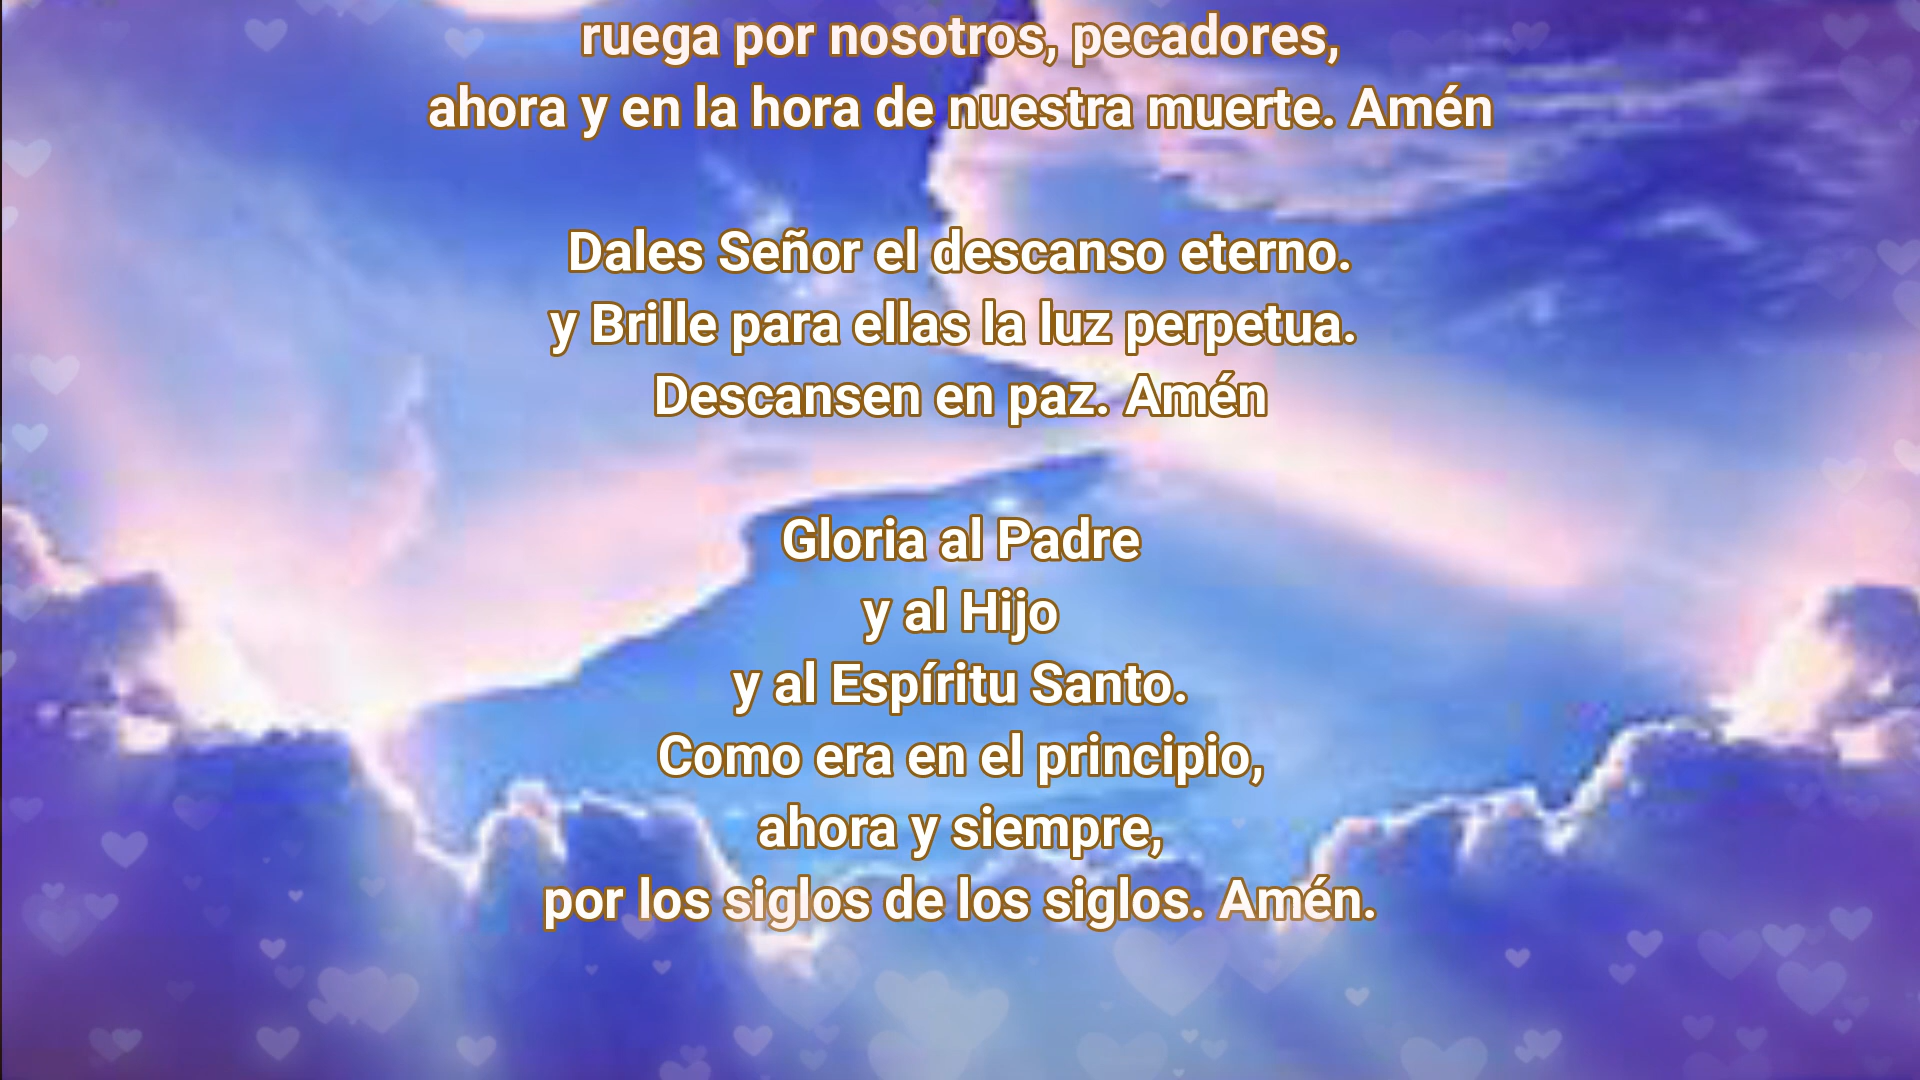 ruega por nosotros, pecadores,
ahora y en la hora de nuestra muerte. Amén
Dales Señor el descanso eterno.
y Brille para ellas la luz perpetua.
Descansen en paz. Amén
Gloria al Padre
y al Hijo
y al Espíritu Santo.
Como era en el principio,
ahora y siempre,
por los siglos de los siglos. Amén.